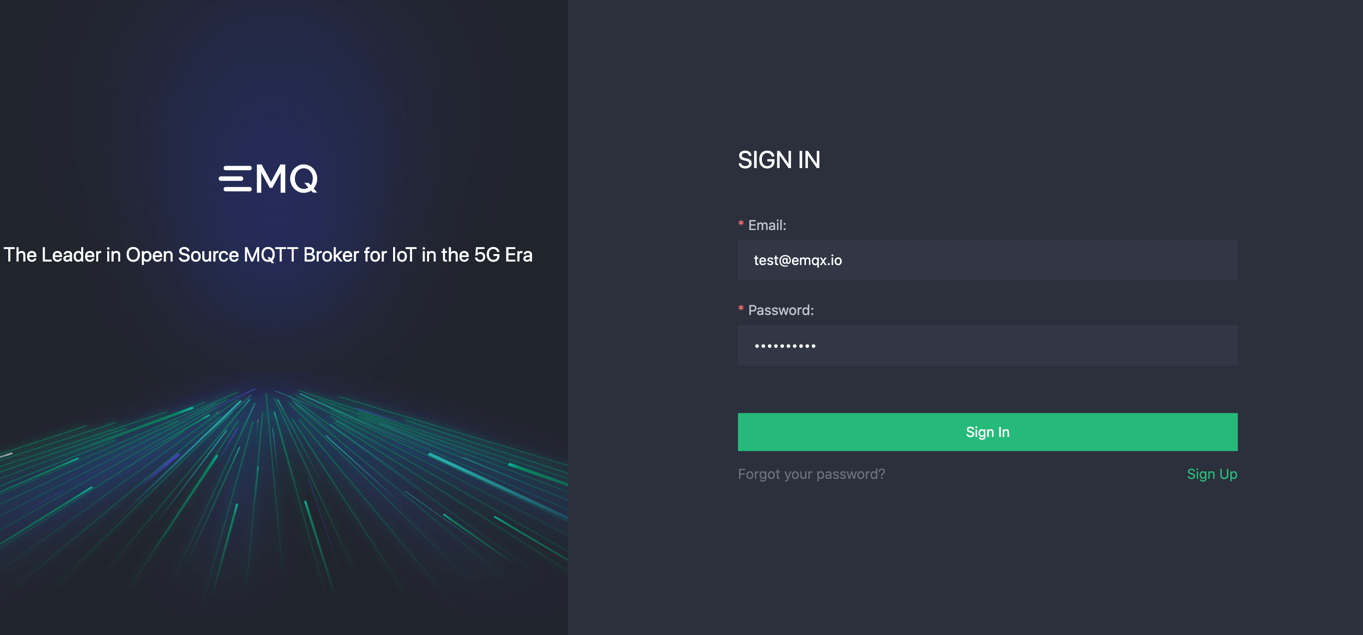 EMQ
The Leader in Open Source MQTT Broker for IoT in the 5G Era
SIGN IN
* Email:
test@emqx.io
* Password:
••••••••••
Sign In
Forgot your password?
Sign Up